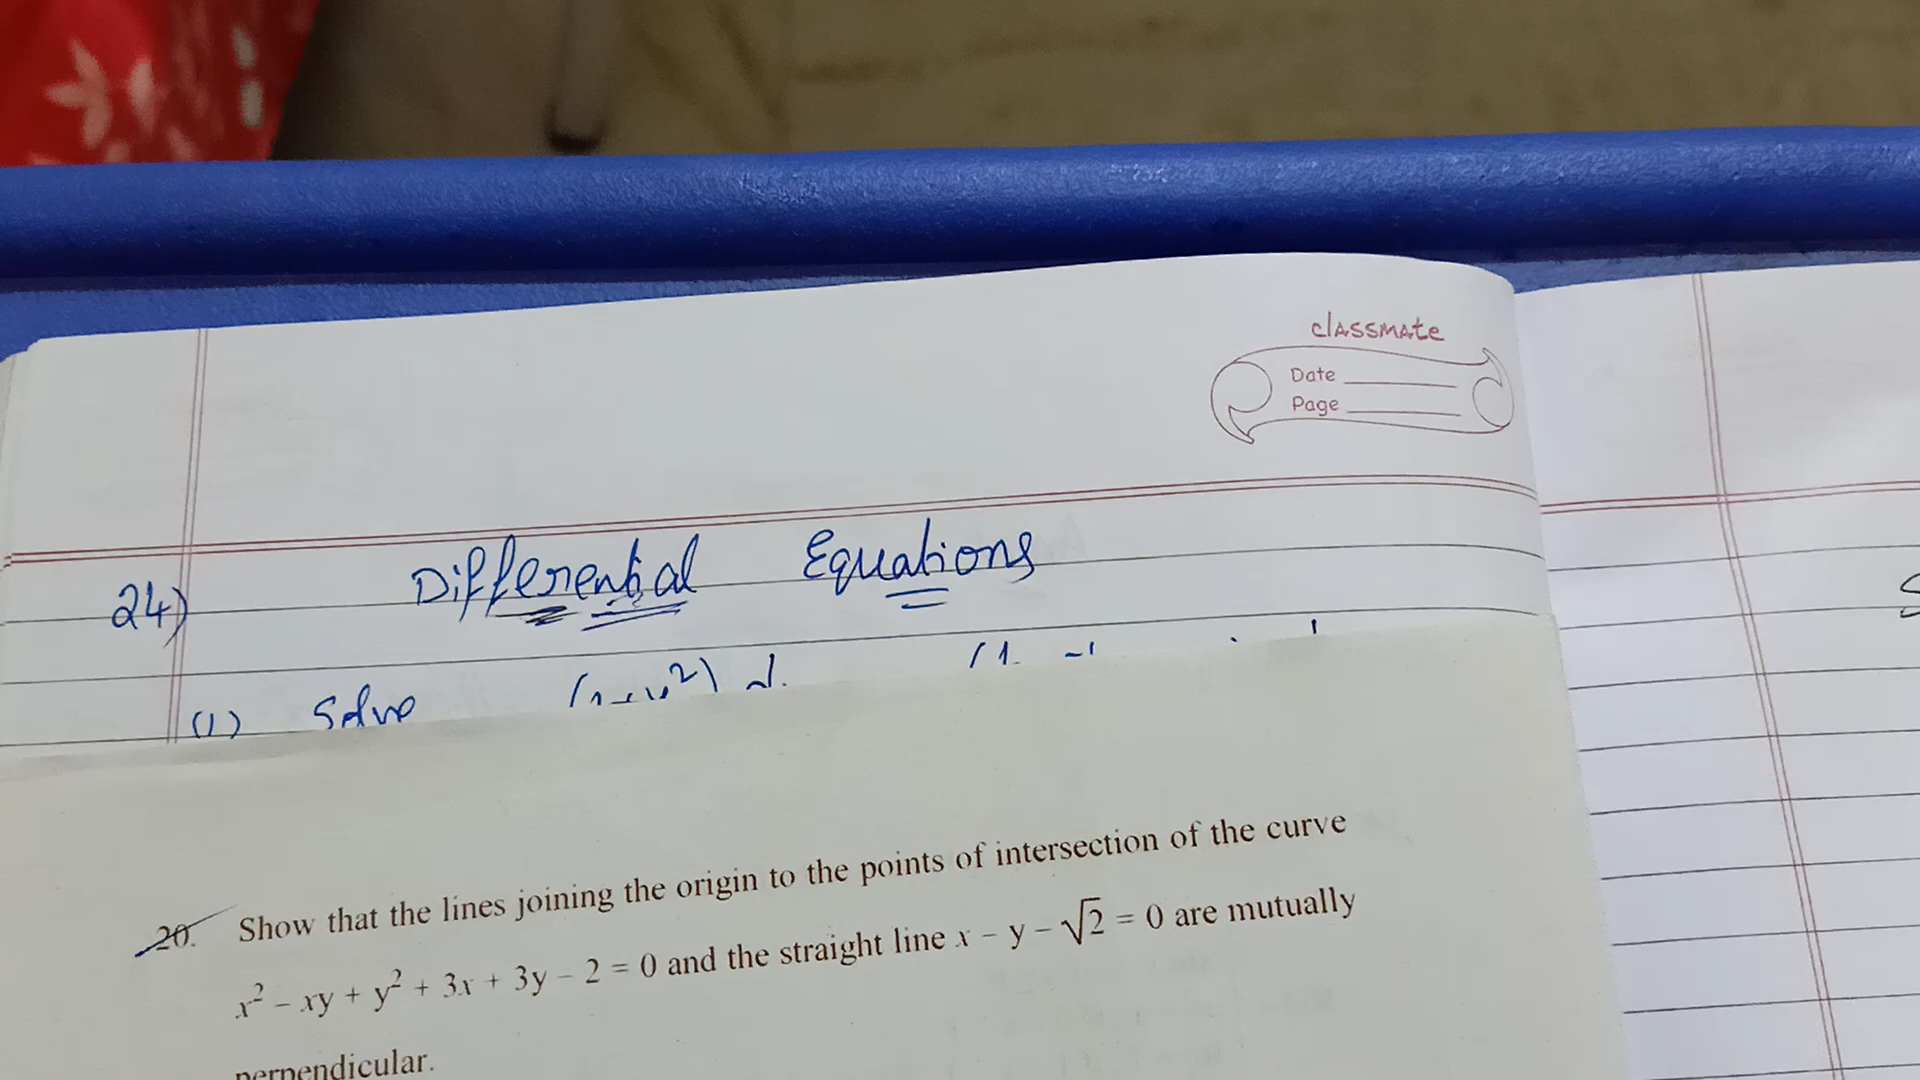 classmate
Date
Page
24) Differential Equations
(1) Solve
20. Show that the lines joining the origin to the points of intersection of the curve
x² – xy + y² + 3x + 3y – 2 = 0 and the straight line x – y – √2 = 0 are mutually
perpendicular.